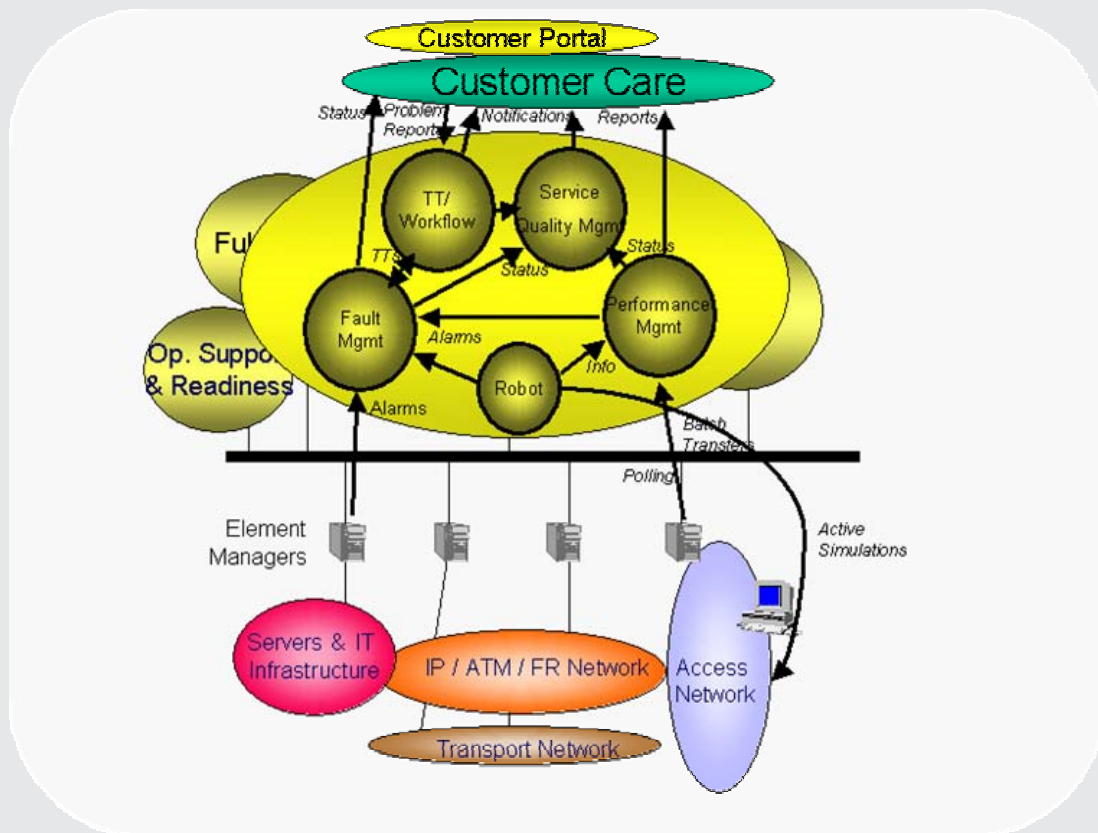 Customer Portal
Customer Care
Status
Problem
Reports
Notifications
Reports
TT/
Workflow
Service
Quality Mgmt
Ful
TTs
Status
Status
Fault
Mgmt
Alarms
Performance
Mgmt
Op. Suppo
& Readiness
Robot
Info
Alarms
Batch
Transfers
Polling
Element
Managers
Active
Simulations
Servers & IT
Infrastructure
IP / ATM / FR Network
Access
Network
Transport Network